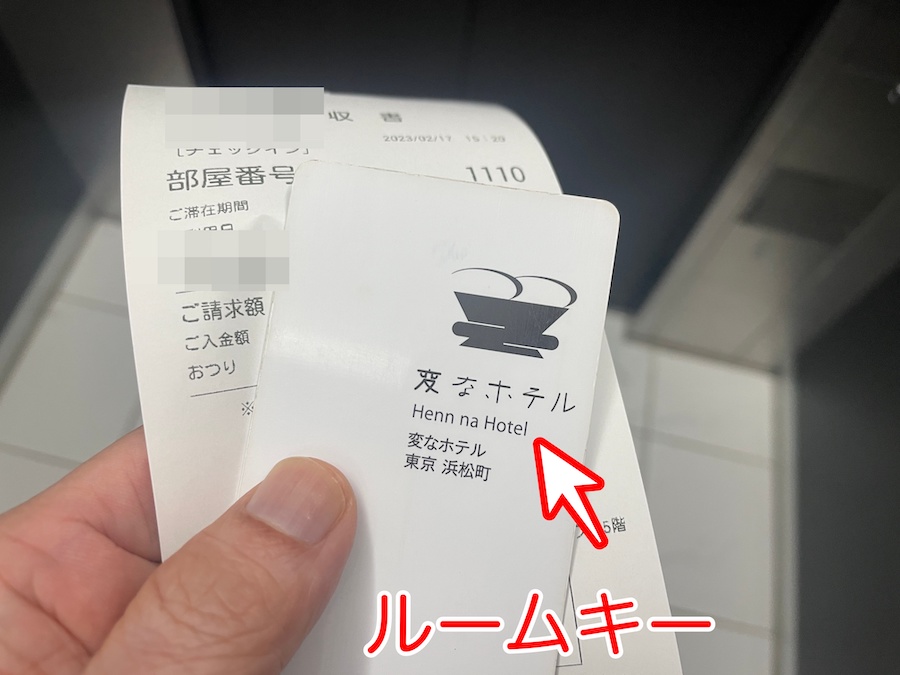 収 書
2023/02/17 15:29
[チェックイン]
部屋番号 1110
ご滞在期間
ご請求額
ご入金額
おつり
※
変なホテル
Henn na Hotel
変なホテル
東京 浜松町
5階
ルームキー